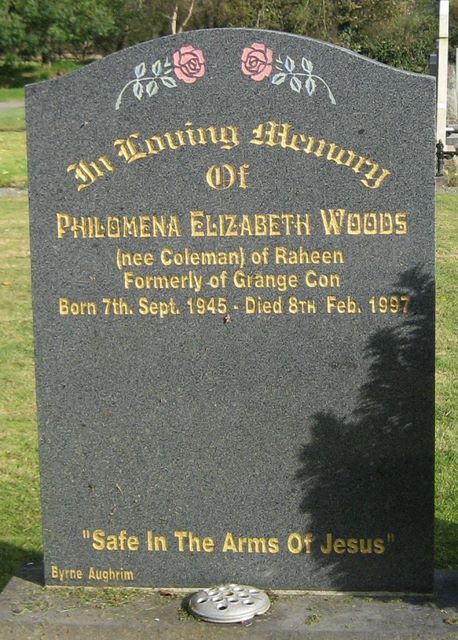 In Loving Memory
Of
PHILOMENA ELIZABETH WOODS
(nee Coleman) of Raheen
Formerly of Grange Con
Born 7th. Sept. 1945 - Died 8TH Feb. 1997
"Safe In The Arms Of Jesus"
Byrne Aughrim